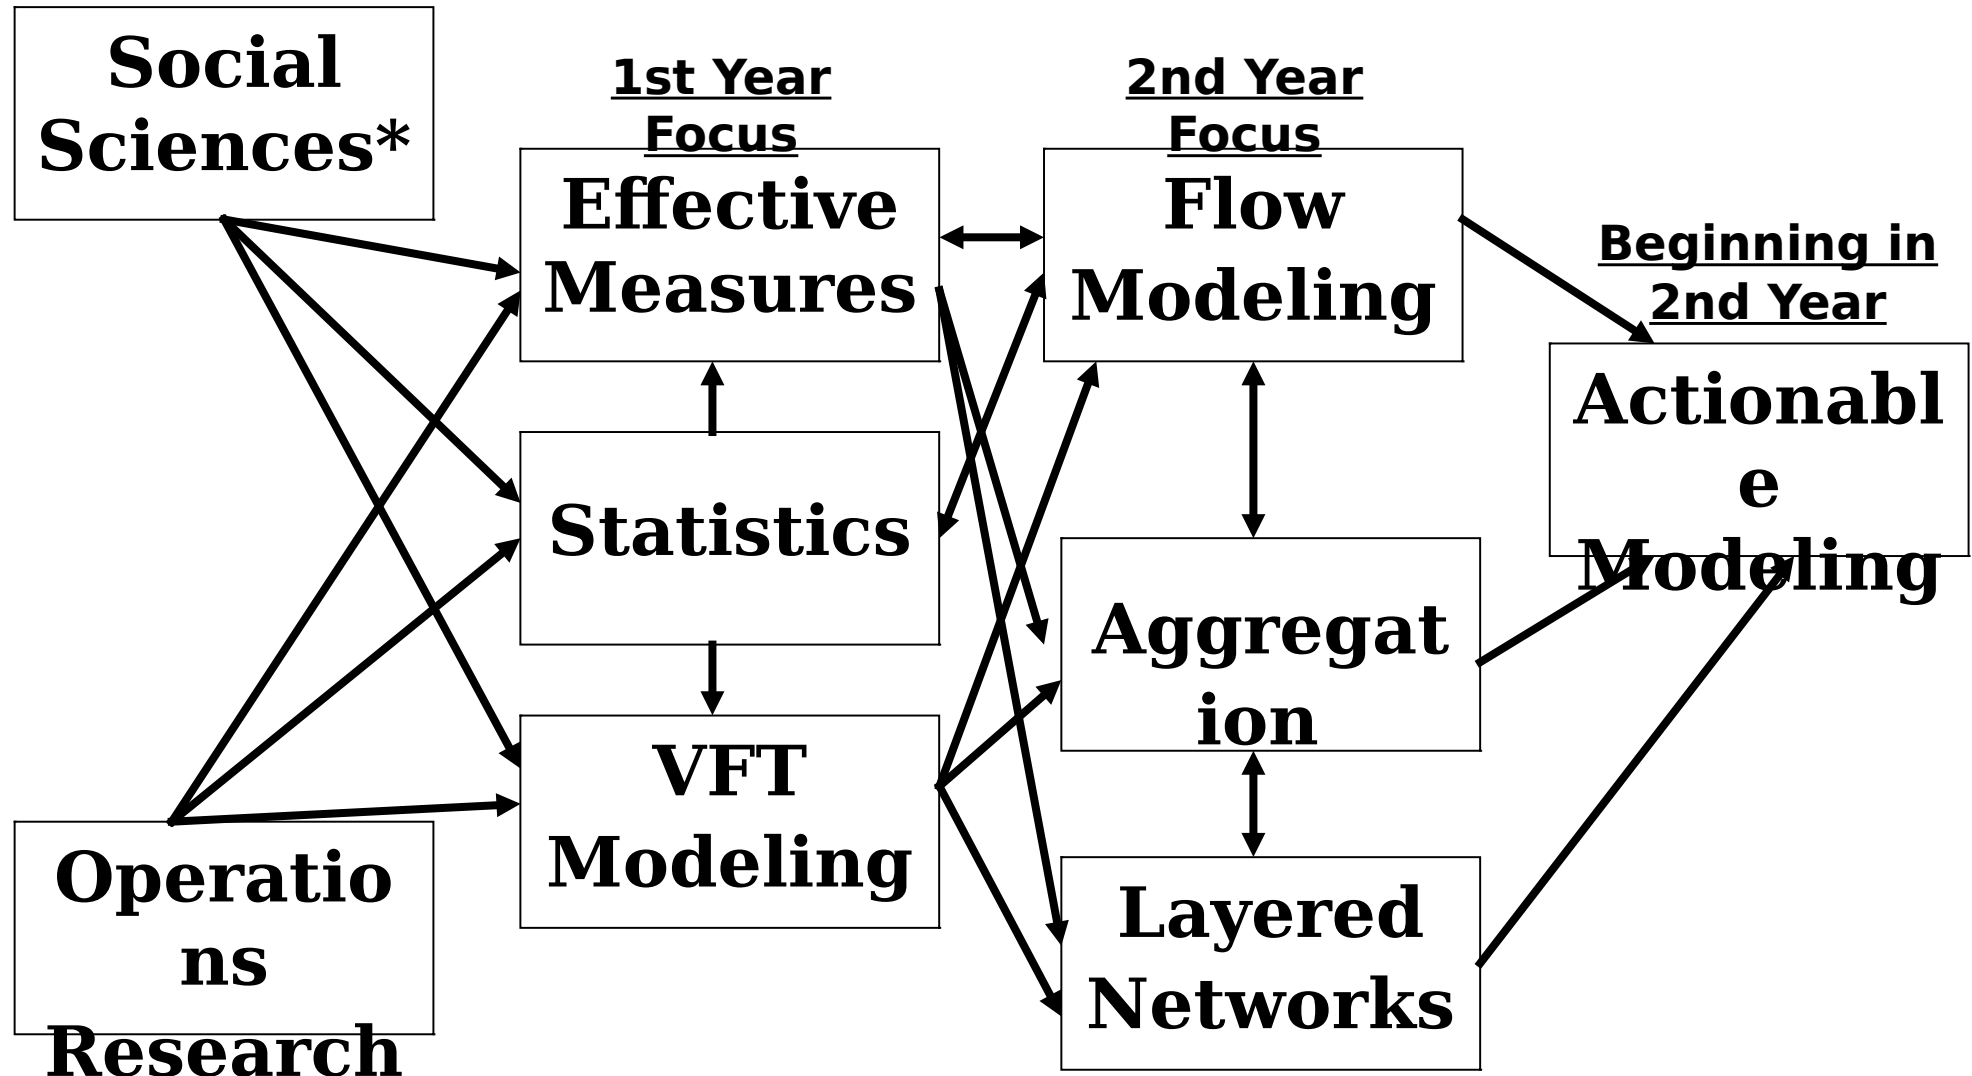 Social
Sciences*
Operatio
ns
Research
1st Year
Focus
Effective
Measures
Statistics
VFT
Modeling
2nd Year
Focus
Flow
Modeling
Aggregat
ion
Layered
Networks
Beginning in
2nd Year
Actionabl
e
Modeling